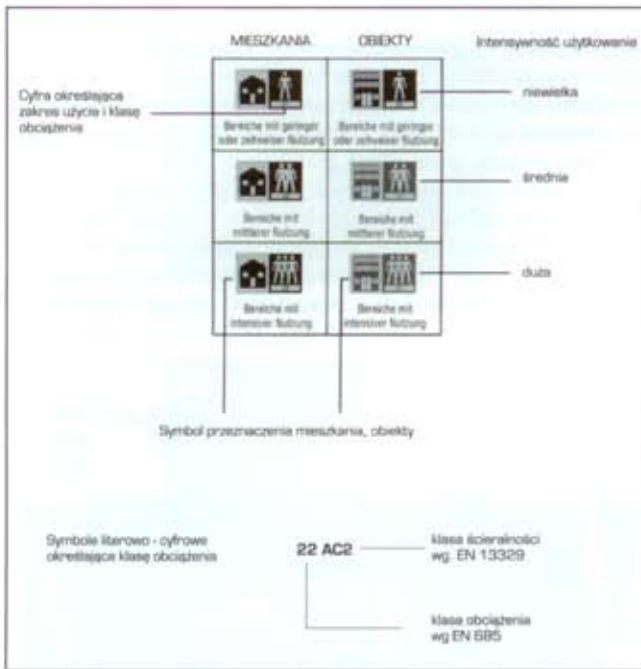 MIESZKANIA OBIEKTY Intensywność użytkowanie
Cyfra określająca
zakres użycie i klasę
obciążenia
Bereiche mit geringer
oder zeitweiser Nutzung
Bereiche mit geringer
oder zeitweiser Nutzung
niewielka
Bereiche mit
mittlerer Nutzung
Bereiche mit
mittlerer Nutzung
średnia
Bereiche mit
intensiver Nutzung
Bereiche mit
intensiver Nutzung
duża
Symbol przeznaczenia mieszkania, obiekty
Symbole literowo - cyfrowe
określające klasę obciążenia
22 AC2
klasa ścieralności
wg. EN 13329
klasa obciążenia
wg EN 685